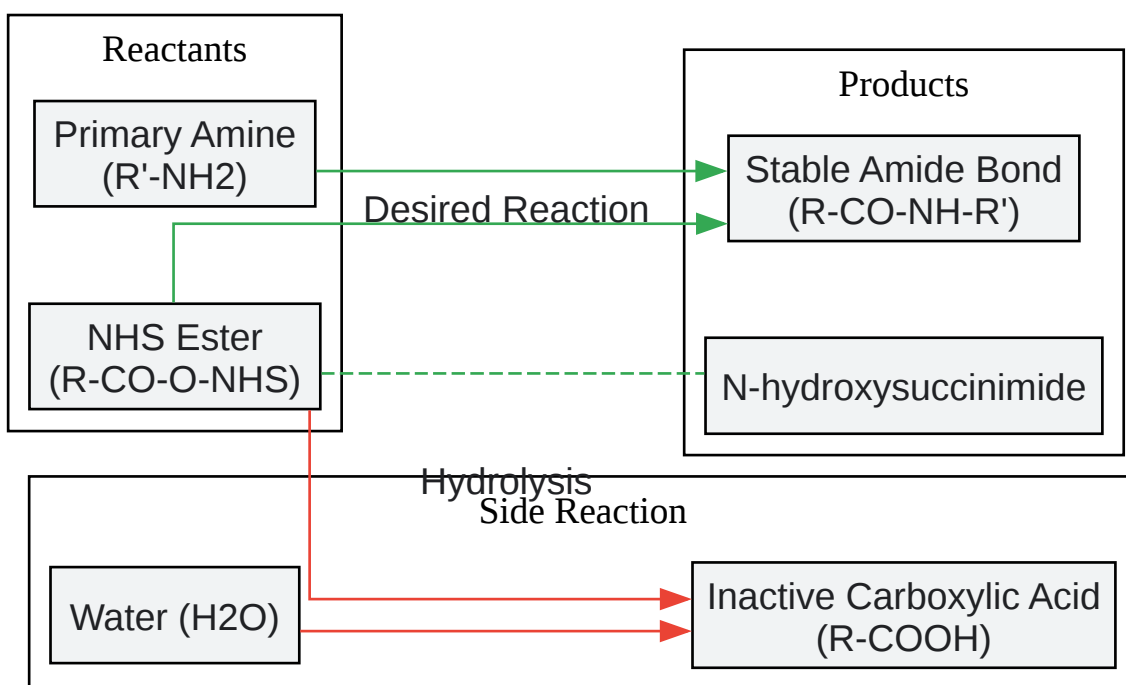 Reactants
Primary Amine
(R'-NH2)
NHS Ester
(R-CO-O-NHS)
Desired Reaction
Products
Stable Amide Bond
(R-CO-NH-R')
N-hydroxysuccinimide
Hydrolysis
Side Reaction
Water (H2O)
Inactive Carboxylic Acid
(R-COOH)